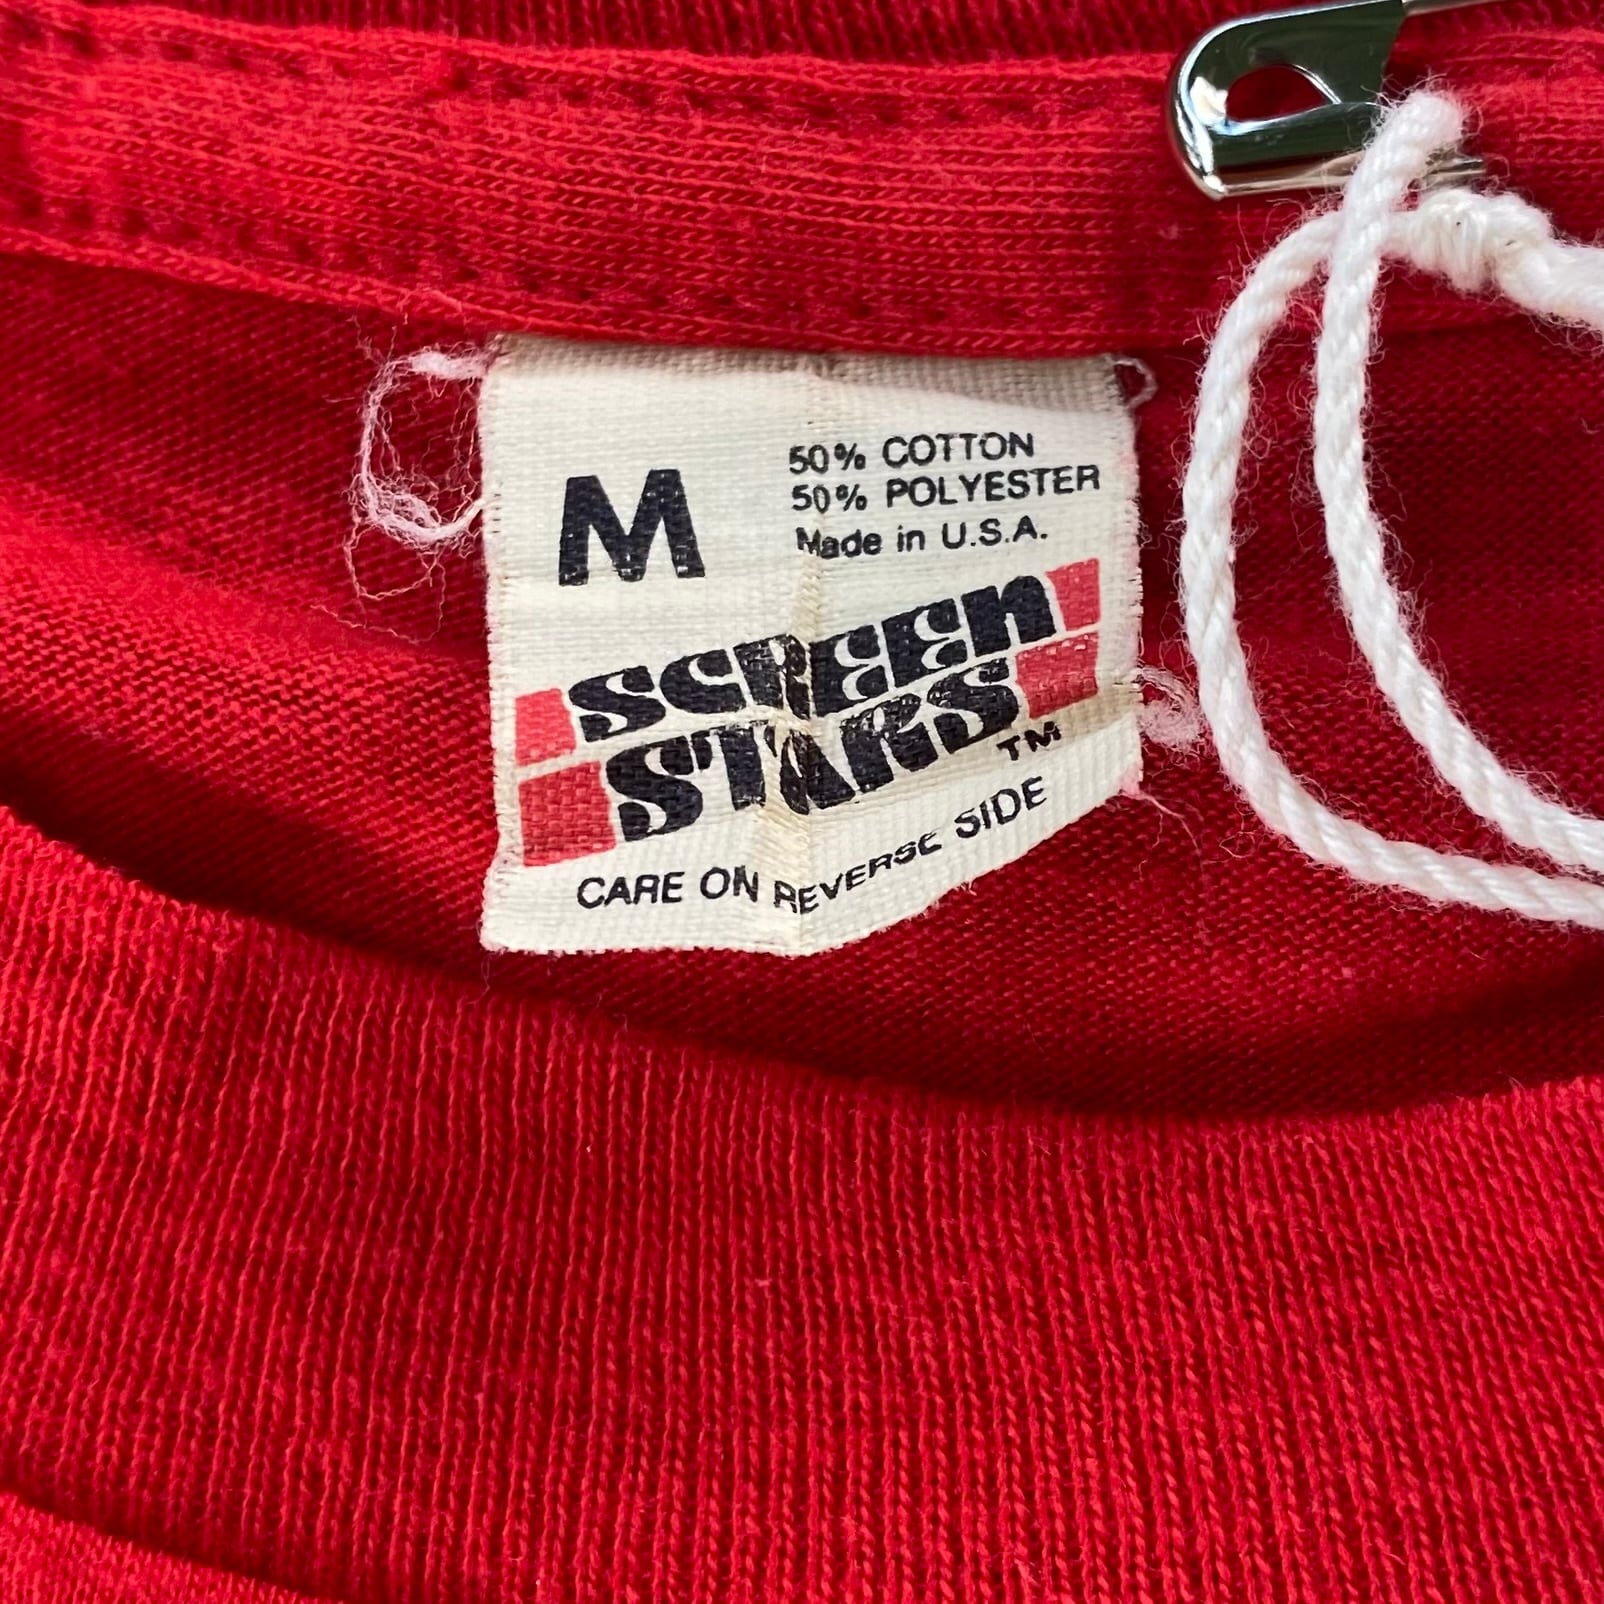 M
50% COTTON
50% POLYESTER
Made in U.S.A.
SCREEn
STARS
TM
CARE ON REVERSE SIDE